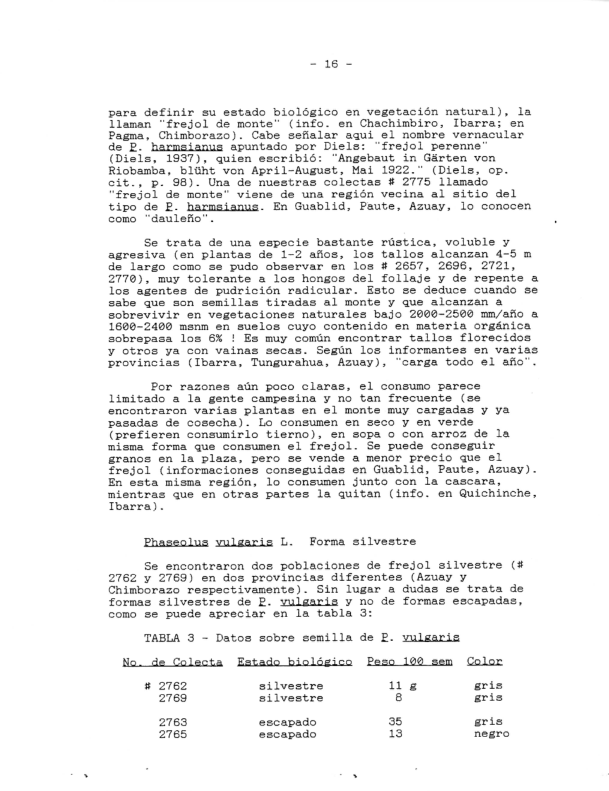 - 16 -
para definir su estado biológico en vegetación natural), la
llaman "frejol de monte" (info. en Chachimbiro, Ibarra; en
Pagma, Chimborazo). Cabe señalar aqui el nombre vernacular
de P. harmsianus apuntado por Diels: "frejol perenne"
(Diels, 1937), quien escribió: "Angebaut in Gärten von
Riobamba, blüht von April-August, Mai 1922." (Diels, op.
cit., p. 98). Una de nuestras colectas # 2775 llamado
"frejol de monte" viene de una región vecina al sitio del
tipo de P. harmsianus. En Guablid, Paute, Azuay, lo conocen
como "dauleño".
Se trata de una especie bastante rústica, voluble y
agresiva (en plantas de 1-2 años, los tallos alcanzan 4-5 m
de largo como se pudo observar en los # 2657, 2696, 2721,
2770), muy tolerante a los hongos del follaje y de repente a
los agentes de pudrición radicular. Esto se deduce cuando se
sabe que son semillas tiradas al monte y que alcanzan a
sobrevivir en vegetaciones naturales bajo 2000-2500 mm/año a
1600-2400 msnm en suelos cuyo contenido en materia orgánica
sobrepasa los 6% ! Es muy común encontrar tallos florecidos
y otros ya con vainas secas. Según los informantes en varias
provincias (Ibarra, Tungurahua, Azuay), "carga todo el año".
Por razones aún poco claras, el consumo parece
limitado a la gente campesina y no tan frecuente (se
encontraron varias plantas en el monte muy cargadas y ya
pasadas de cosecha). Lo consumen en seco y en verde
(prefieren consumirlo tierno), en sopa o con arroz de la
misma forma que consumen el frejol. Se puede conseguir
granos en la plaza, pero se vende a menor precio que el
frejol (informaciones conseguidas en Guablid, Paute, Azuay).
En esta misma región, lo consumen junto con la cascara,
mientras que en otras partes la quitan (info. en Quichinche,
Ibarra).
Phaseolus vulgaris L. Forma silvestre
Se encontraron dos poblaciones de frejol silvestre (#
2762 y 2769) en dos provincias diferentes (Azuay y
Chimborazo respectivamente). Sin lugar a dudas se trata de
formas silvestres de P. vulgaris y no de formas escapadas,
como se puede apreciar en la tabla 3:
TABLA 3 - Datos sobre semilla de P. vulgaris
No. de Colecta Estado biológico Peso 100 sem Color
# 2762 silvestre 11 g gris
2769 silvestre 8 gris
2763 escapado 35 gris
2765 escapado 13 negro